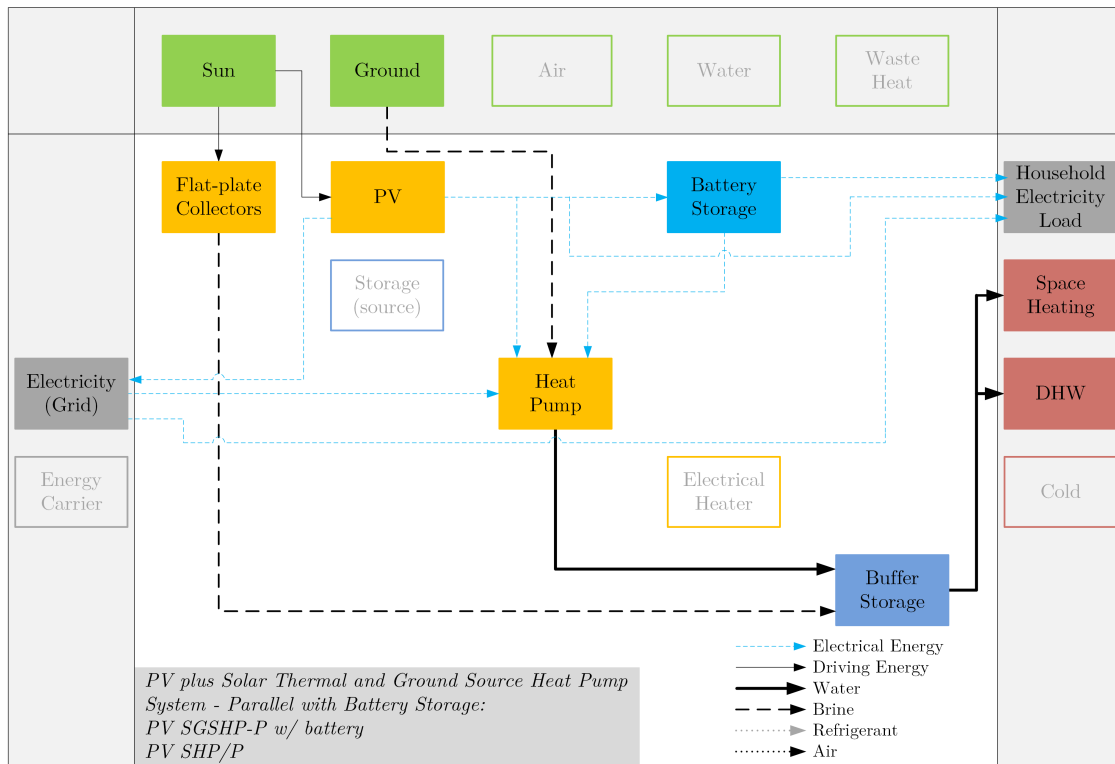 Sun
Ground
Air
Water
Waste
Heat
Flat-plate
Collectors
PV
Battery
Storage
Household
Electricity
Load
Storage
(source)
Space
Heating
Electricity
(Grid)
Heat
Pump
DHW
Energy
Carrier
Electrical
Heater
Cold
Buffer
Storage
Electrical Energy
Driving Energy
Water
Brine
Refrigerant
Air
PV plus Solar Thermal and Ground Source Heat Pump
System - Parallel with Battery Storage:
PV SGSHP-P w/ battery
PV SHP/P